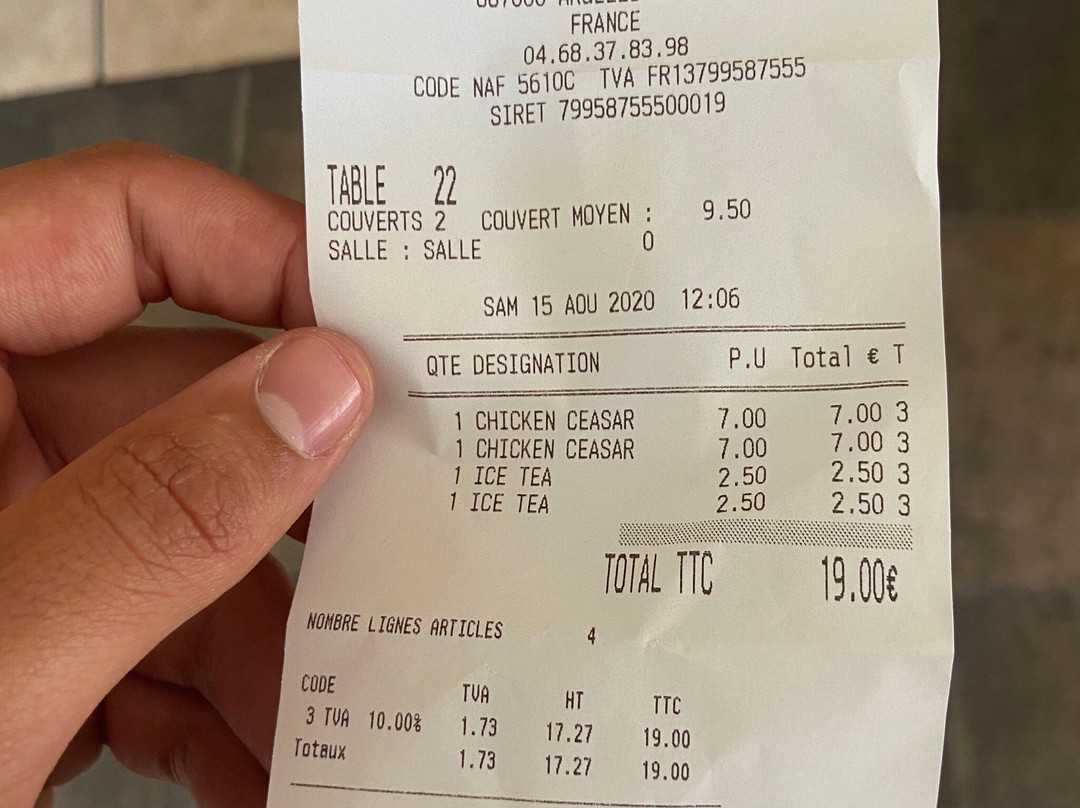 FRANCE
04.68.37.83.98
CODE NAF 5610C TVA FR13799587555
SIRET 79958755500019
TABLE 22
COUVERTS 2 COUVERT MOYEN : 9.50
SALLE : SALLE 0
SAM 15 AOU 2020 12:06
QTE DESIGNATION P.U Total € T
1 CHICKEN CEASAR 7.00 7.00 3
1 CHICKEN CEASAR 7.00 7.00 3
1 ICE TEA 2.50 2.50 3
1 ICE TEA 2.50 2.50 3
TOTAL TTC 19.00€
NOMBRE LIGNES ARTICLES 4
CODE TVA HT TTC
3 TVA 10.00% 1.73 17.27 19.00
Totaux 1.73 17.27 19.00